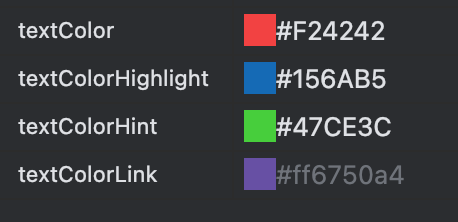 textColor #F24242
textColorHighlight #156AB5
textColorHint #47CE3C
textColorLink #ff6750a4